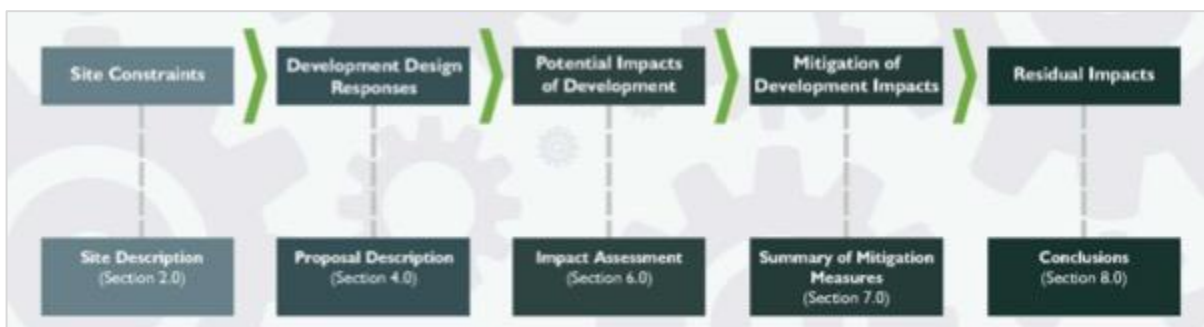 Site Constraints
Development Design
Responses
Potential Impacts
of Development
Mitigation of
Development Impacts
Residual Impacts
Site Description
(Section 2.0)
Proposal Description
(Section 4.0)
Impact Assessment
(Section 6.0)
Summary of Mitigation
Measures
(Section 7.0)
Conclusions
(Section 8.0)